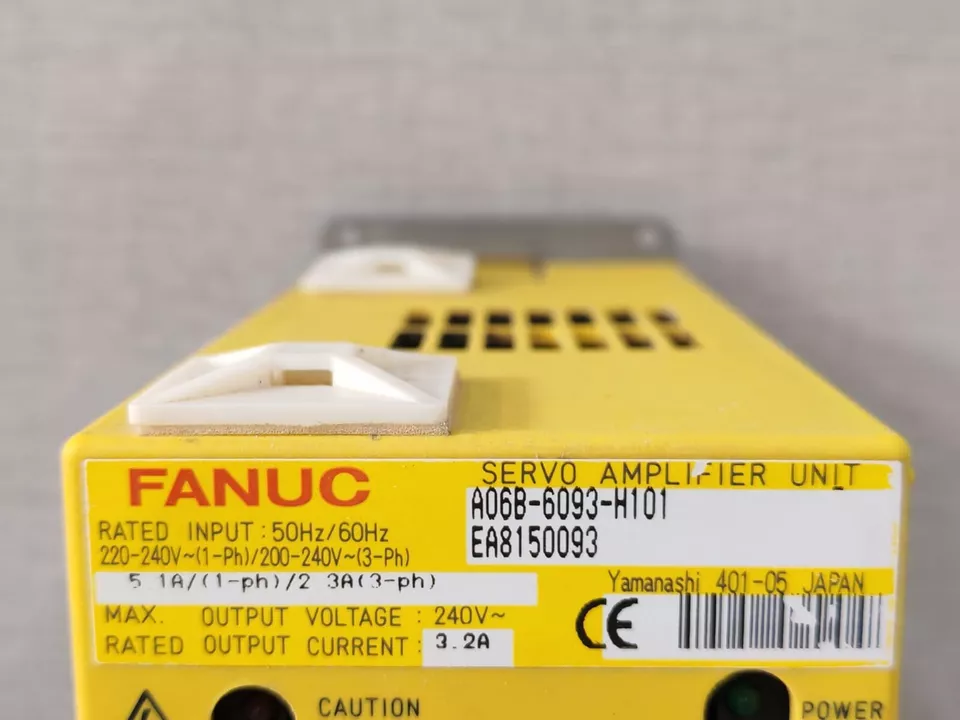 FANUC
SERVO AMPLIFIER UNIT
A06B-6093-H101
EA8150093
RATED INPUT : 50Hz/60Hz
220-240V~(1-Ph)/200-240V~(3-Ph)
5.1A/(1-ph)/2.3A(3-ph)
Yamanashi 401-05 JAPAN
MAX. OUTPUT VOLTAGE : 240V~
RATED OUTPUT CURRENT : 3.2A
CE
CAUTION
POWER